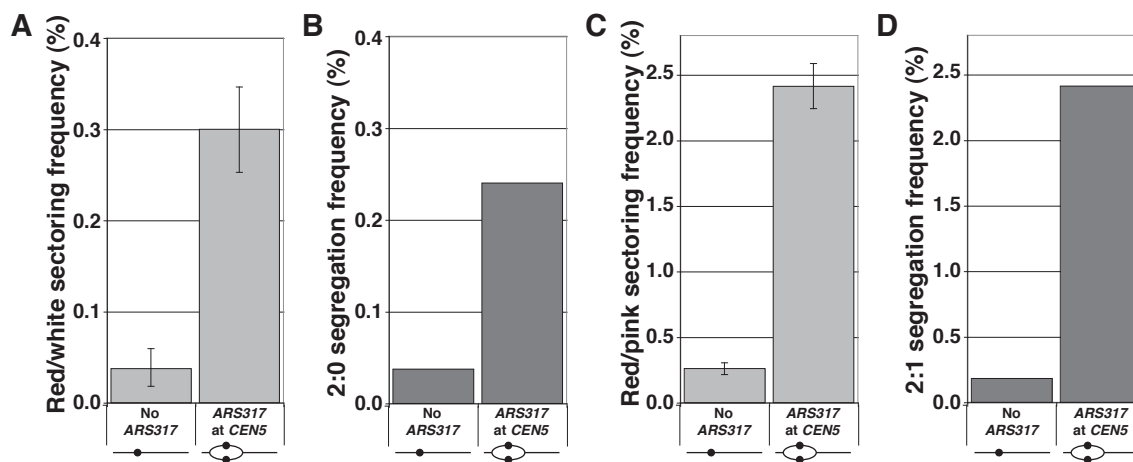 A
Red/white sectoring frequency (%)
0.4
0.3
0.2
0.1
0.0
No
ARS317
ARS317
at CEN5
B
2:0 segregation frequency (%)
0.4
0.3
0.2
0.1
0.0
No
ARS317
ARS317
at CEN5
C
Red/pink sectoring frequency (%)
2.5
2.0
1.5
1.0
0.5
0.0
No
ARS317
ARS317
at CEN5
D
2:1 segregation frequency (%)
2.5
2.0
1.5
1.0
0.5
0.0
No
ARS317
ARS317
at CEN5